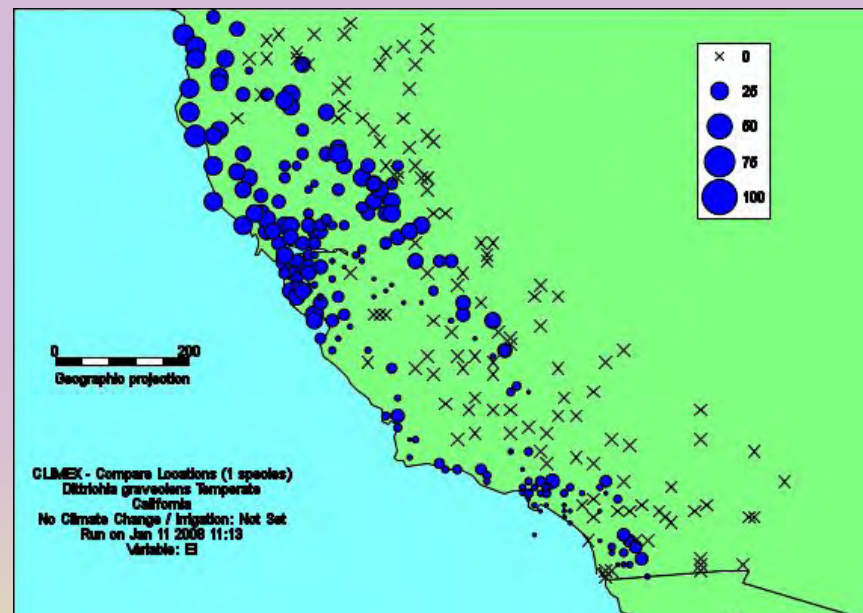 0
25
50
75
100
0 200
Geographic projection
CLIMEX - Compare Locations (1 species)
Dittrichia graveolens Temperate
California
No Climate Change / Irrigation: Not Set
Run on Jan 11 2008 11:13
Variable: EI